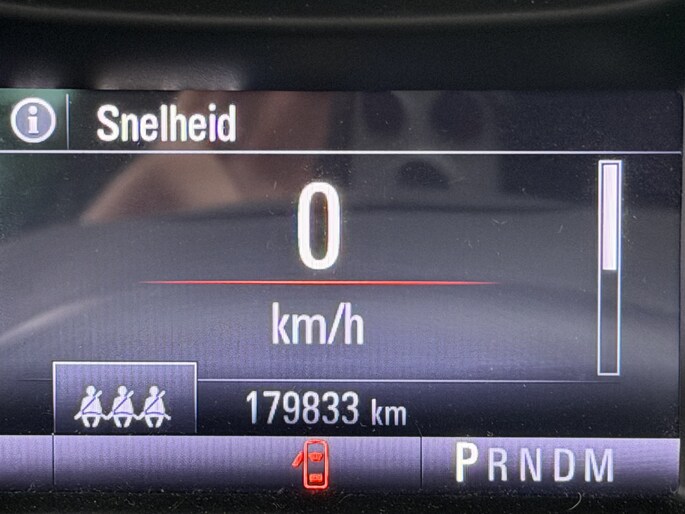 i Snelheid
0
km/h
179833 km
PRNDM